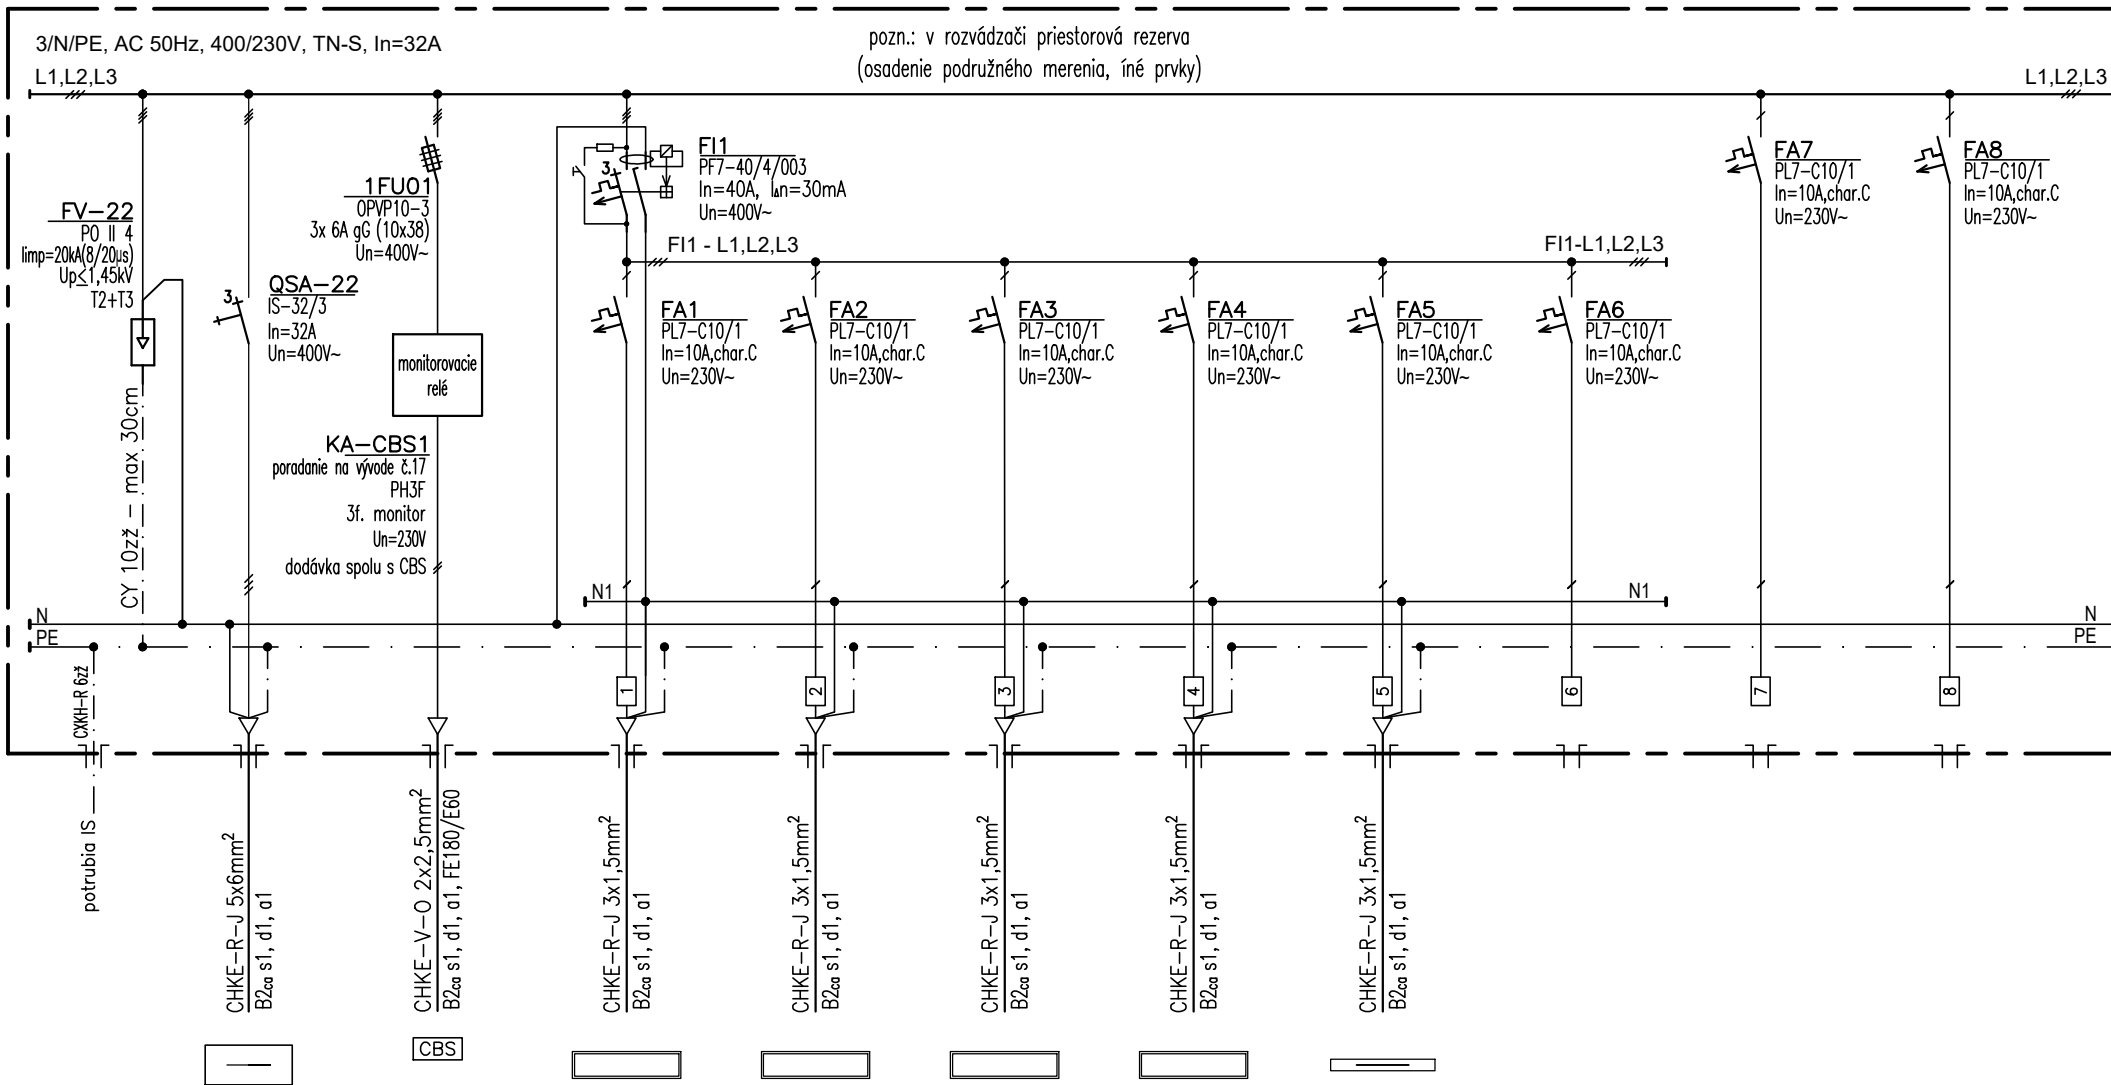 3/N/PE, AC 50Hz, 400/230V, TN-S, In=32A
pozn.: v rozvádzači priestorová rezerva
(osadenie podružného merenia, íné prvky)
L1,L2,L3
L1,L2,L3
FV-22
PO II 4
limp=20kA(8/20us)
Up≤1,45kV
T2+T3
3
QSA-22
IS-32/3
In=32A
Un=400V~
1FU01
OPVP10-3
3x 6A gG (10x38)
Un=400V~
monitorovacie
relé
KA-CBS1
poradanie na vývode č.17
PH3F
3f. monitor
Un=230V
dodávka spolu s CBS
3
FI1
PF7-40/4/003
In=40A, IΔn=30mA
Un=400V~
FI1 - L1,L2,L3
FI1-L1,L2,L3
FA1
PL7-C10/1
In=10A,char.C
Un=230V~
FA2
PL7-C10/1
In=10A,char.C
Un=230V~
FA3
PL7-C10/1
In=10A,char.C
Un=230V~
FA4
PL7-C10/1
In=10A,char.C
Un=230V~
FA5
PL7-C10/1
In=10A,char.C
Un=230V~
FA6
PL7-C10/1
In=10A,char.C
Un=230V~
FA7
PL7-C10/1
In=10A,char.C
Un=230V~
FA8
PL7-C10/1
In=10A,char.C
Un=230V~
CY 10zž - max 30cm
N1
N1
N
N
PE
PE
CXKH-R 6zž
1
2
3
4
5
6
7
8
potrubia IS
CHKE-R-J 5x6mm²
B2ca s1, d1, a1
CHKE-V-O 2x2,5mm²
B2ca s1, d1, a1, FE180/E60
CHKE-R-J 3x1,5mm²
B2ca s1, d1, a1
CHKE-R-J 3x1,5mm²
B2ca s1, d1, a1
CHKE-R-J 3x1,5mm²
B2ca s1, d1, a1
CHKE-R-J 3x1,5mm²
B2ca s1, d1, a1
CHKE-R-J 3x1,5mm²
B2ca s1, d1, a1
CBS